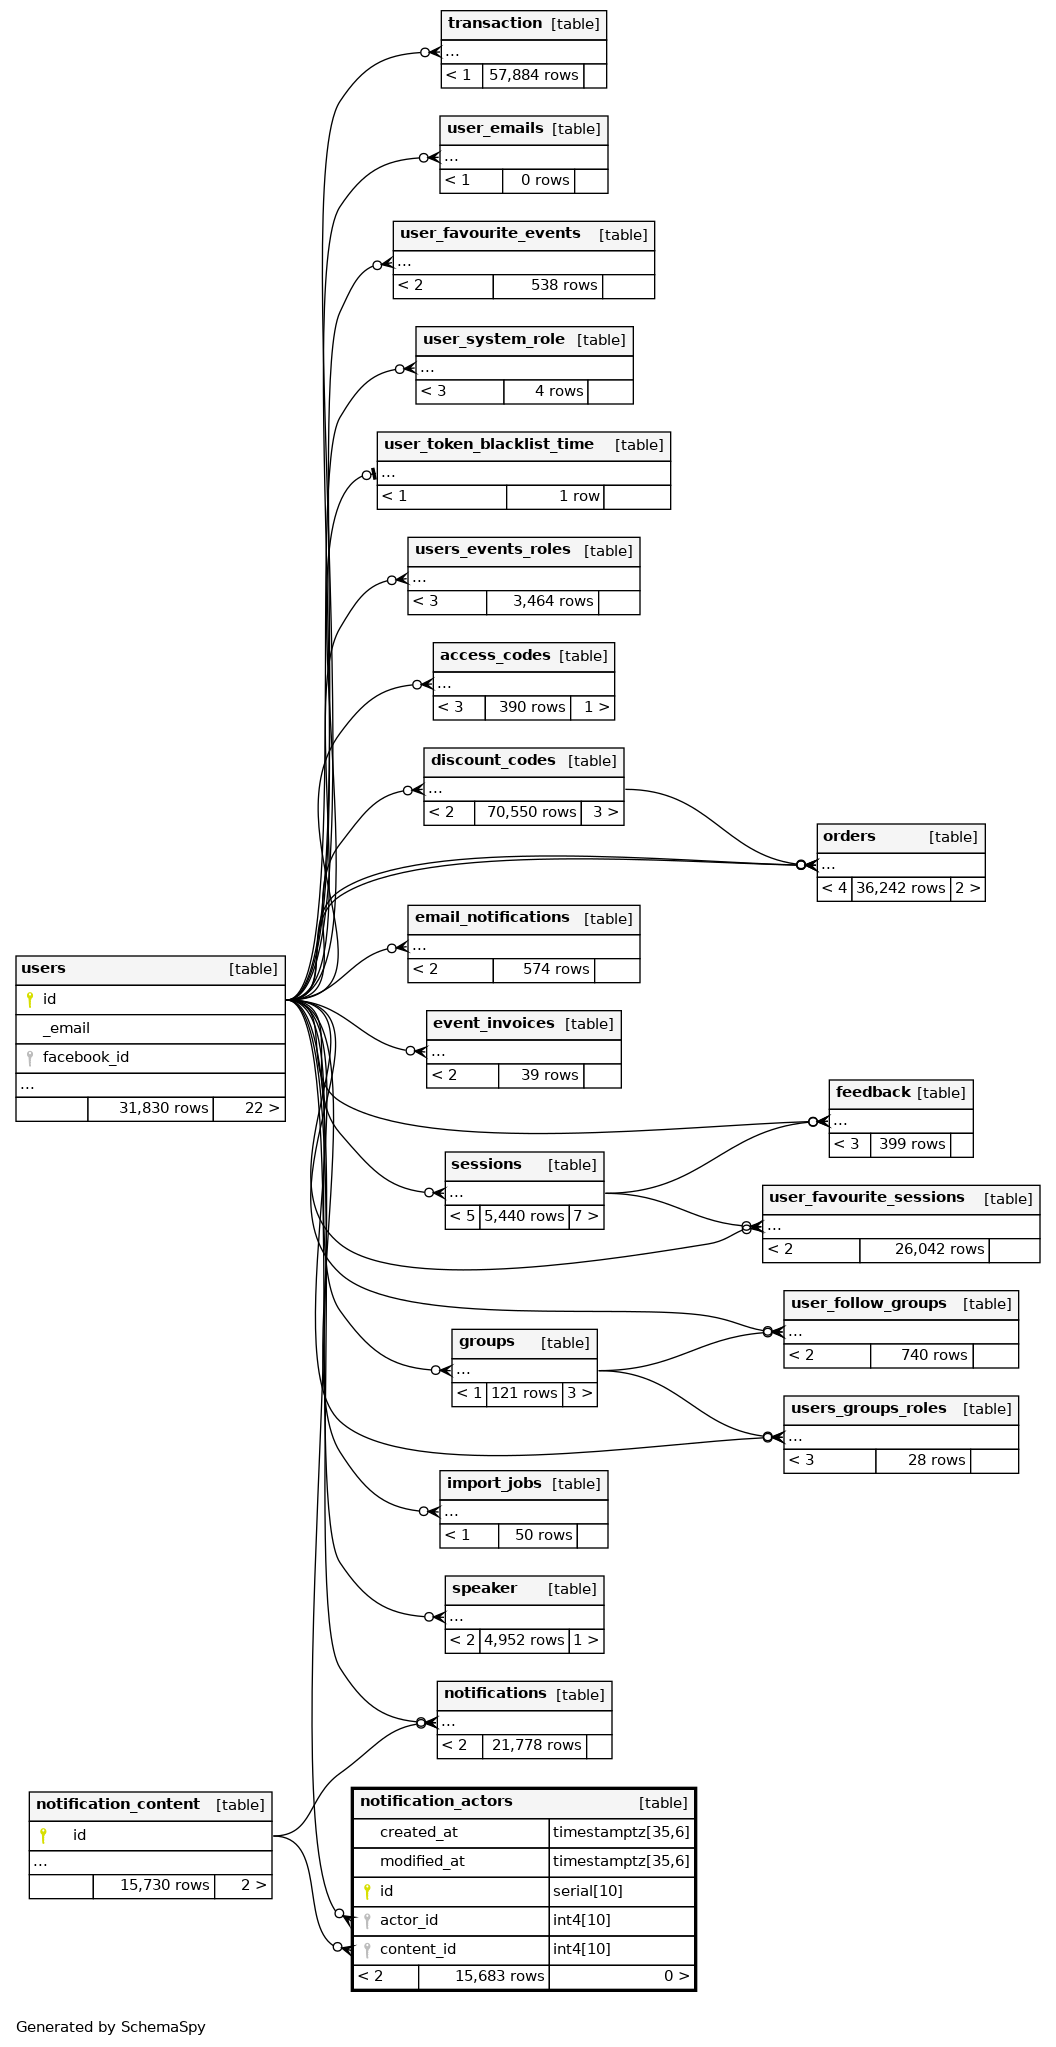 transaction [table]
...
< 1 57,884 rows
user_emails [table]
...
< 1 0 rows
user_favourite_events [table]
...
< 2 538 rows
user_system_role [table]
...
< 3 4 rows
user_token_blacklist_time [table]
...
< 1 1 row
users_events_roles [table]
...
< 3 3,464 rows
access_codes [table]
...
< 3 390 rows 1 >
discount_codes [table]
...
< 2 70,550 rows 3 >
orders [table]
...
< 4 36,242 rows 2 >
email_notifications [table]
...
< 2 574 rows
users [table]
id
_email
facebook_id
...
31,830 rows 22 >
event_invoices [table]
...
< 2 39 rows
feedback [table]
...
< 3 399 rows
sessions [table]
...
< 5 5,440 rows 7 >
user_favourite_sessions [table]
...
< 2 26,042 rows
user_follow_groups [table]
...
< 2 740 rows
groups [table]
...
< 1 121 rows 3 >
users_groups_roles [table]
...
< 3 28 rows
import_jobs [table]
...
< 1 50 rows
speaker [table]
...
< 2 4,952 rows 1 >
notifications [table]
...
< 2 21,778 rows
notification_content [table]
id
...
15,730 rows 2 >
notification_actors [table]
created_at timestamptz[35,6]
modified_at timestamptz[35,6]
id serial[10]
actor_id int4[10]
content_id int4[10]
< 2 15,683 rows 0 >
Generated by SchemaSpy